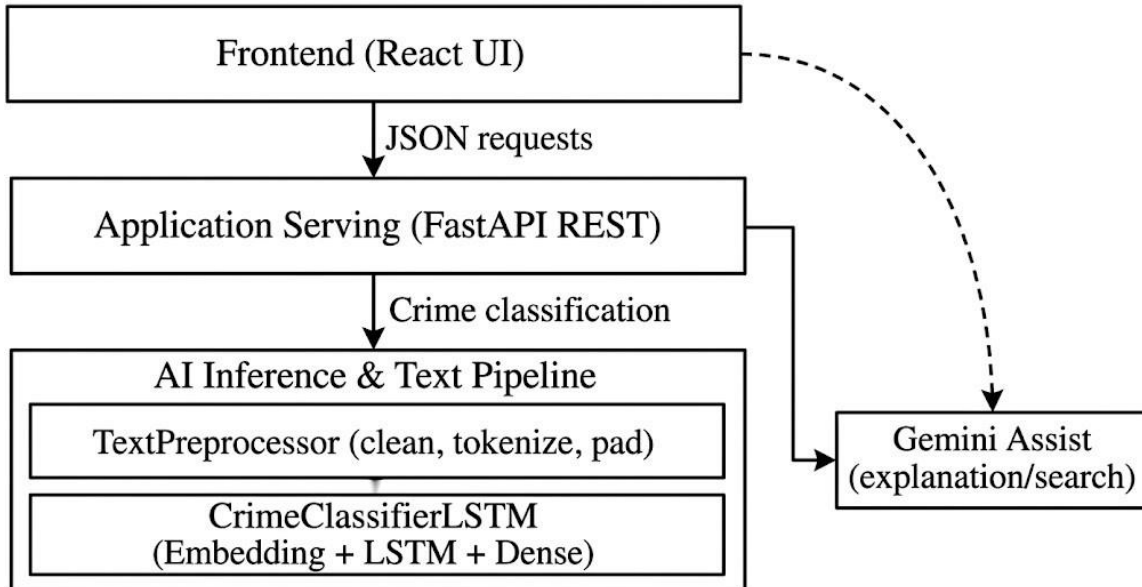 Frontend (React UI)
JSON requests
Application Serving (FastAPI REST)
Crime classification
AI Inference & Text Pipeline
TextPreprocessor (clean, tokenize, pad)
CrimeClassifierLSTM
(Embedding + LSTM + Dense)
Gemini Assist
(explanation/search)